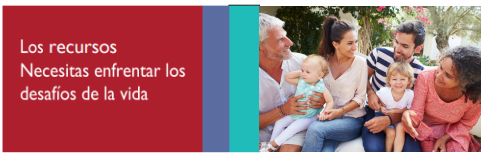 Los recursos
Necesitas enfrentar los
desafíos de la vida